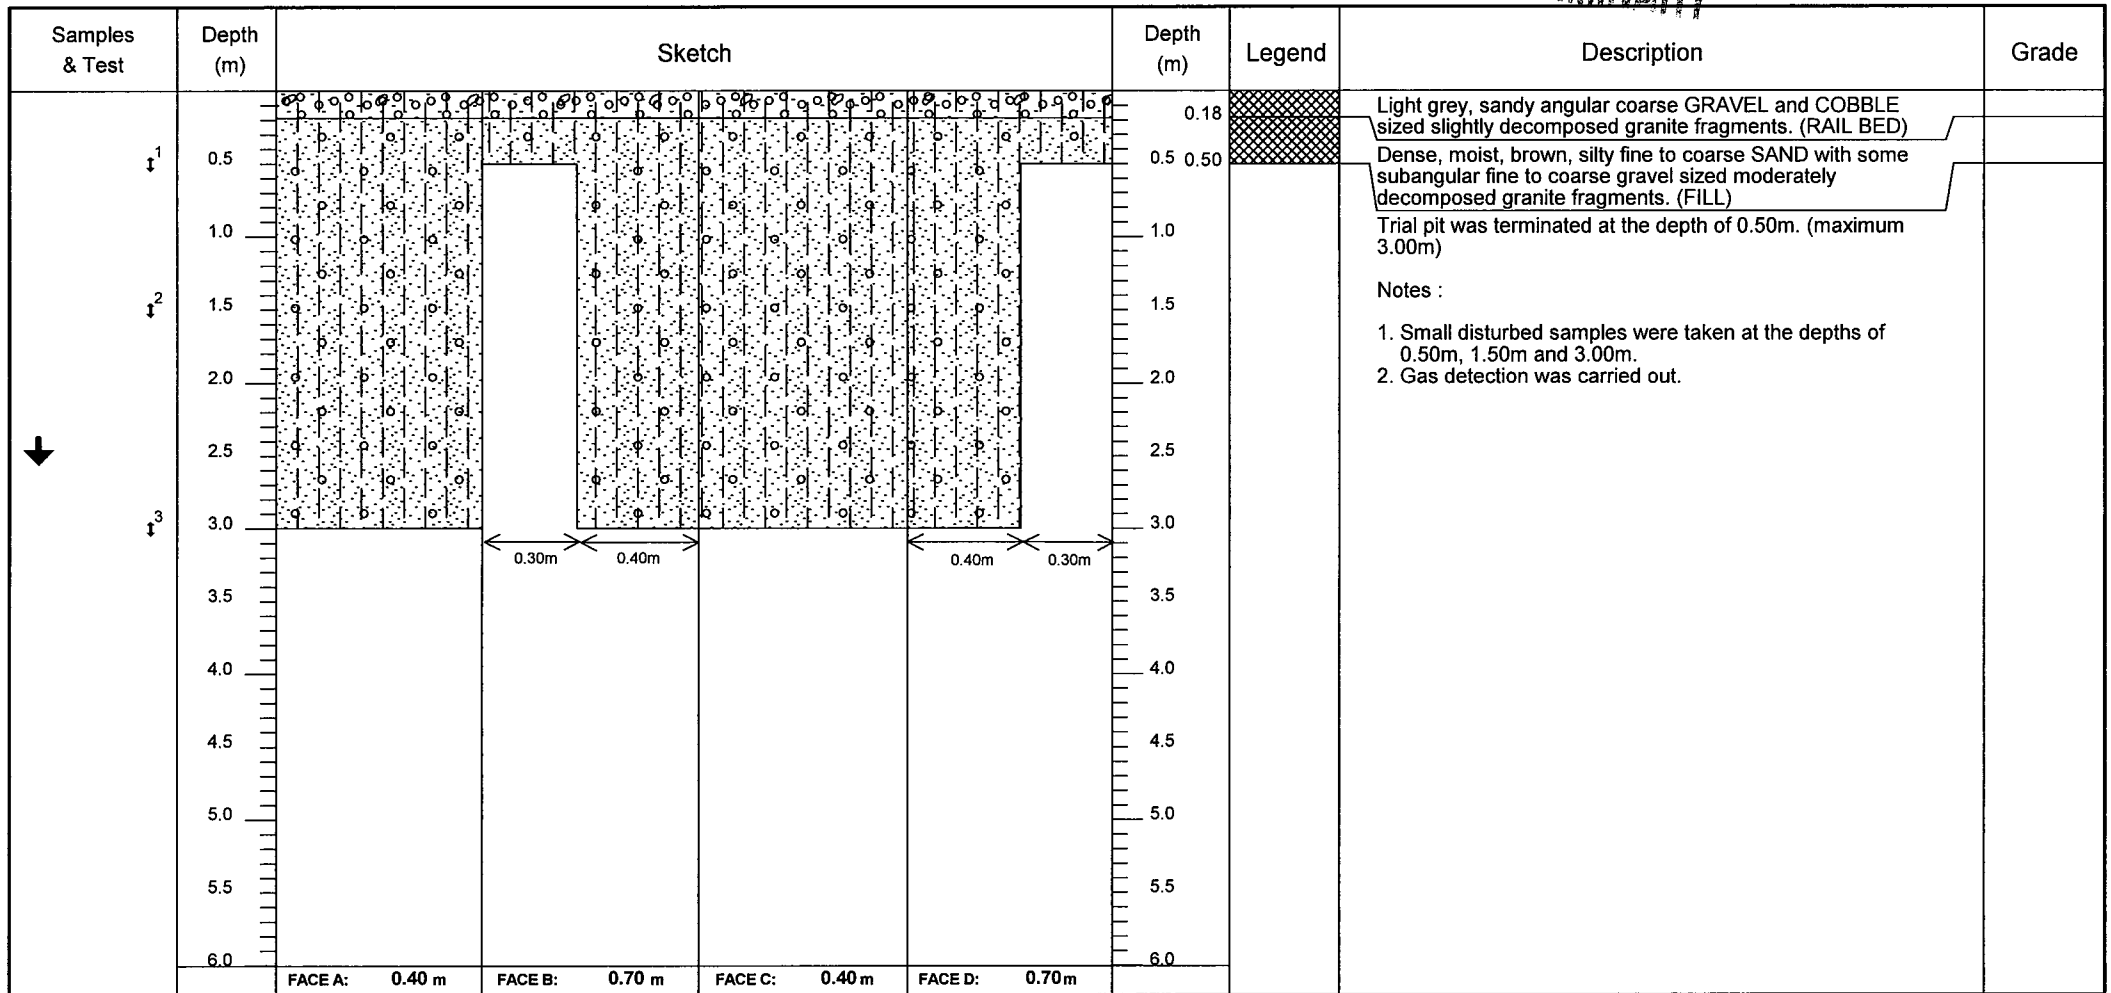 Samples & Test
Depth (m)
Sketch
Depth (m)
Legend
Description
Grade
0.18
0.5 0.50
Light grey, sandy angular coarse GRAVEL and COBBLE
sized slightly decomposed granite fragments. (RAIL BED)
Dense, moist, brown, silty fine to coarse SAND with some
subangular fine to coarse gravel sized moderately
decomposed granite fragments. (FILL)
Trial pit was terminated at the depth of 0.50m. (maximum
3.00m)
Notes :
1. Small disturbed samples were taken at the depths of
0.50m, 1.50m and 3.00m.
2. Gas detection was carried out.
1
2
3
0.5
1.0
1.5
2.0
2.5
3.0
3.5
4.0
4.5
5.0
5.5
6.0
0.30m
0.40m
0.40m
0.30m
1.0
1.5
2.0
2.5
3.0
3.5
4.0
4.5
5.0
5.5
6.0
FACE A: 0.40 m
FACE B: 0.70 m
FACE C: 0.40 m
FACE D: 0.70m